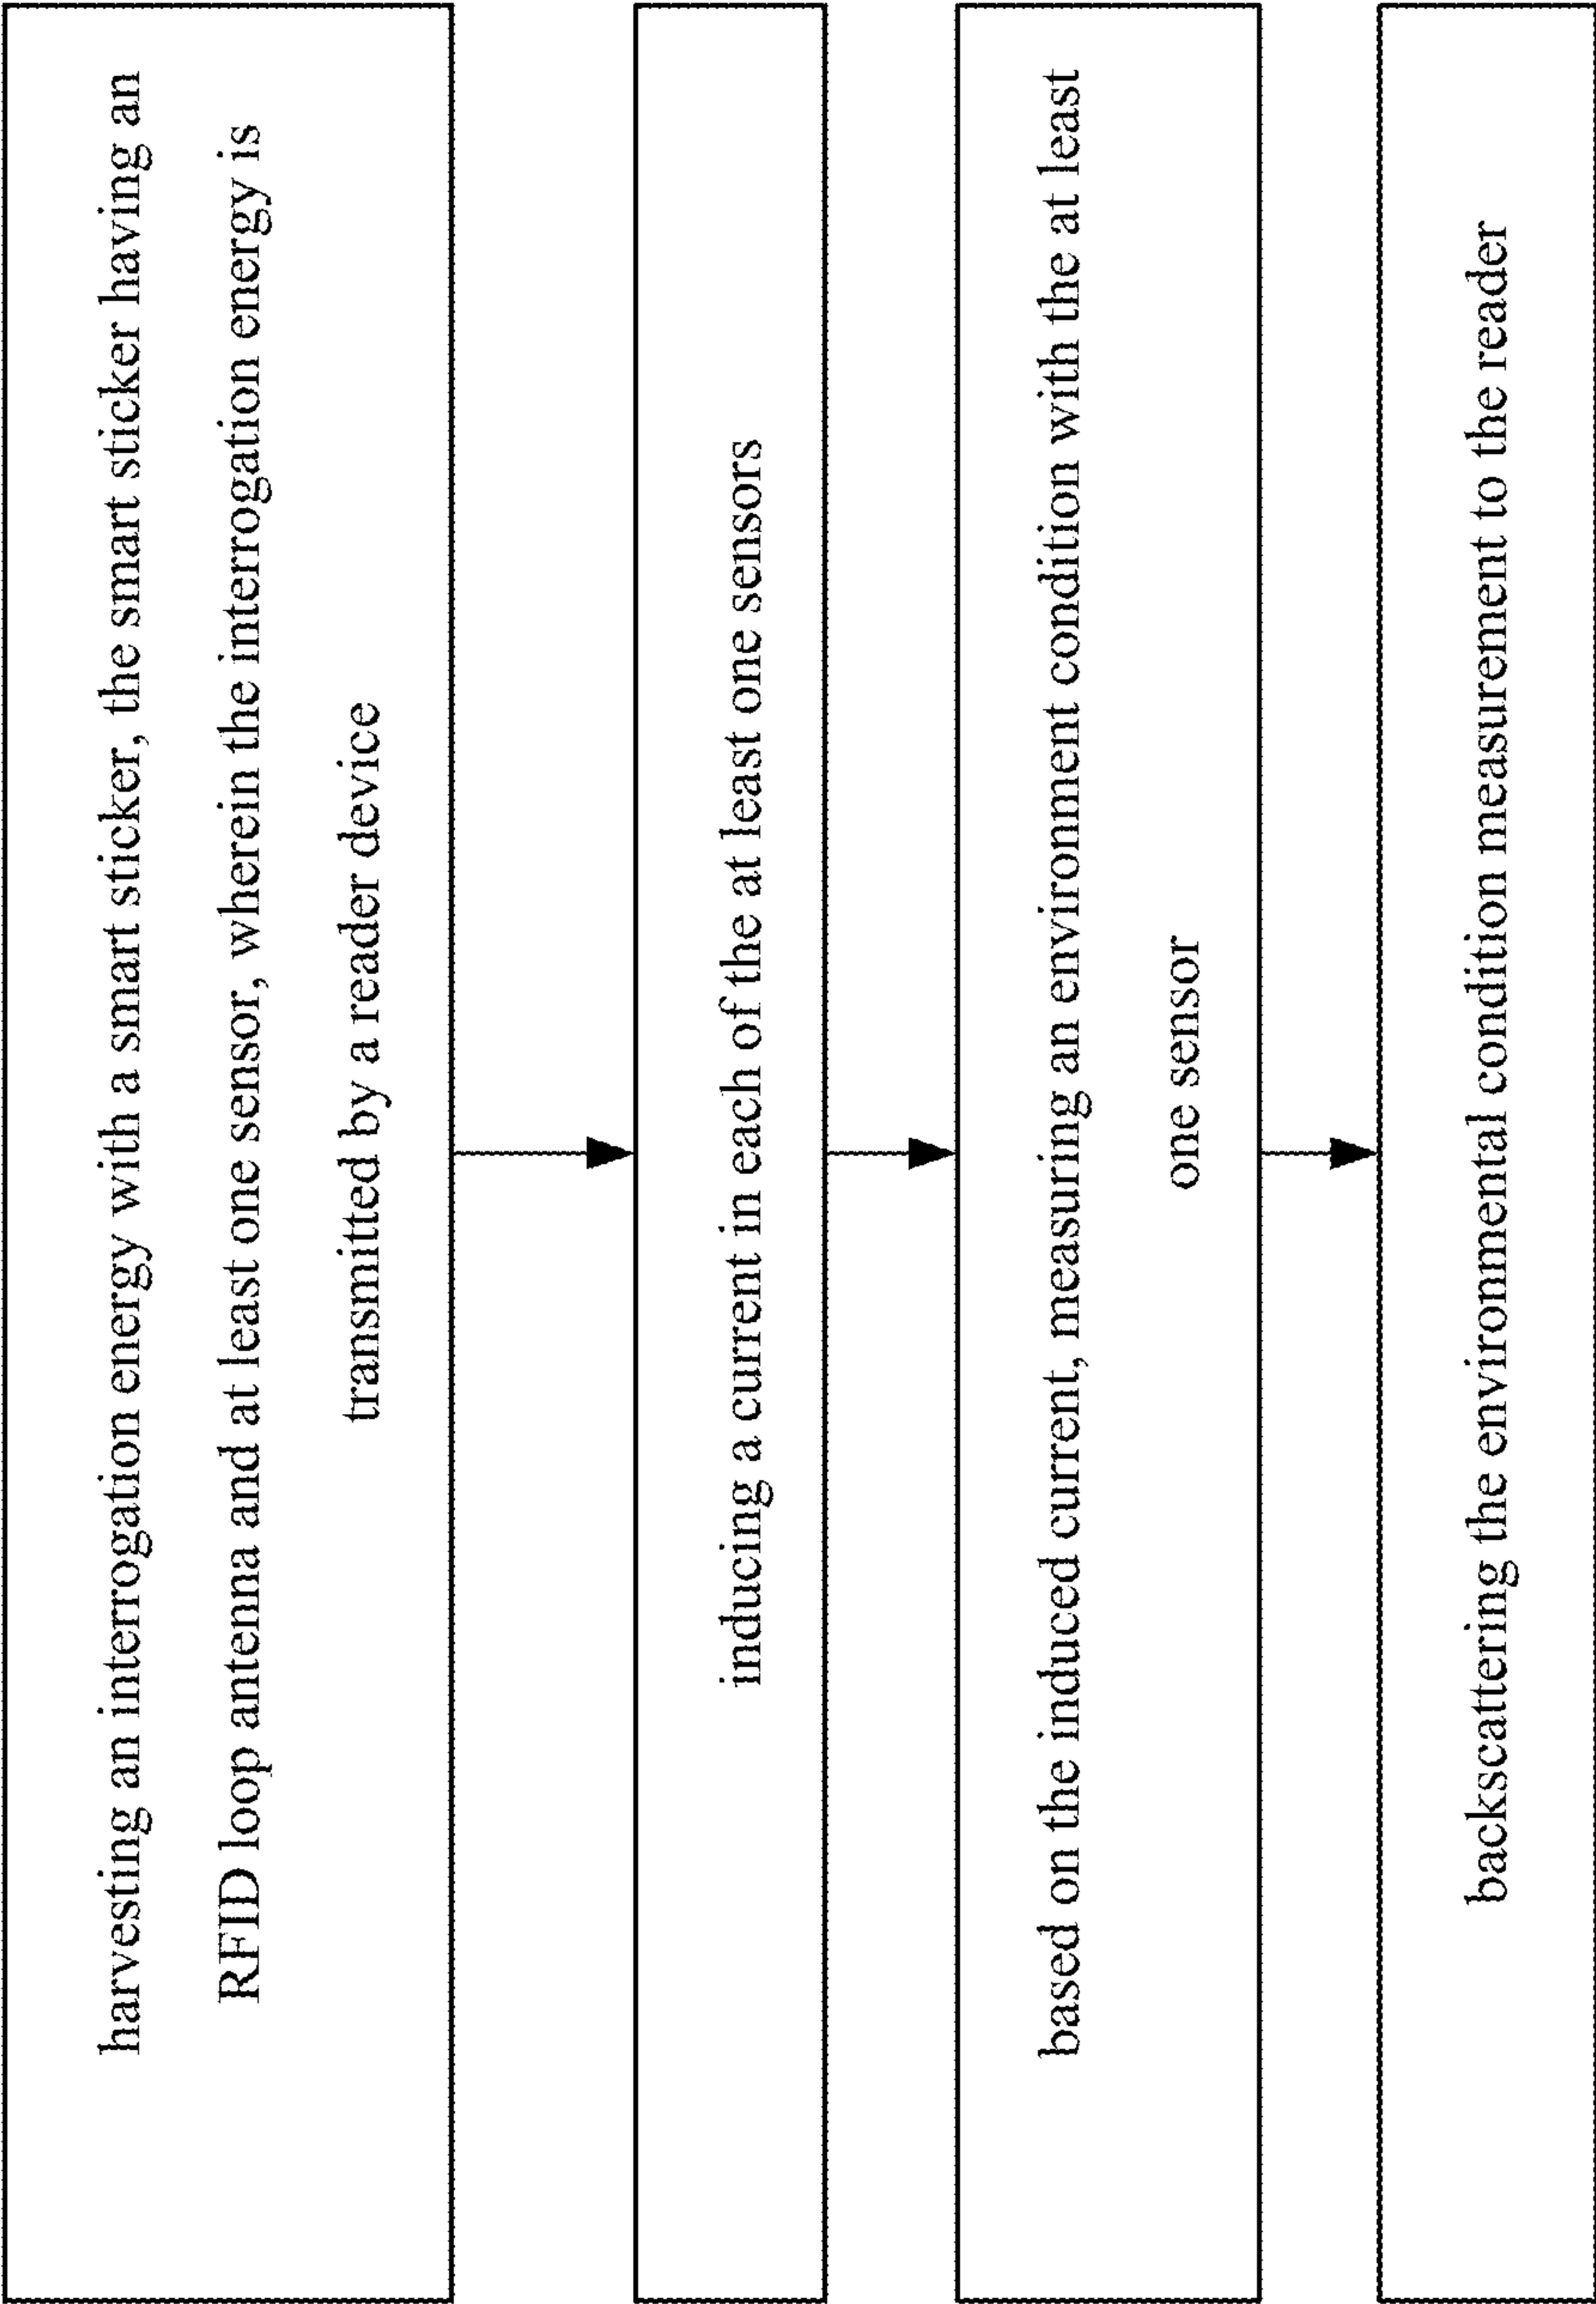 harvesting an interrogation energy with a smart sticker, the smart sticker having an
RFID loop antenna and at least one sensor, wherein the interrogation energy is
transmitted by a reader device
inducing a current in each of the at least one sensors
based on the induced current, measuring an environment condition with the at least
one sensor
backscattering the environmental condition measurement to the reader